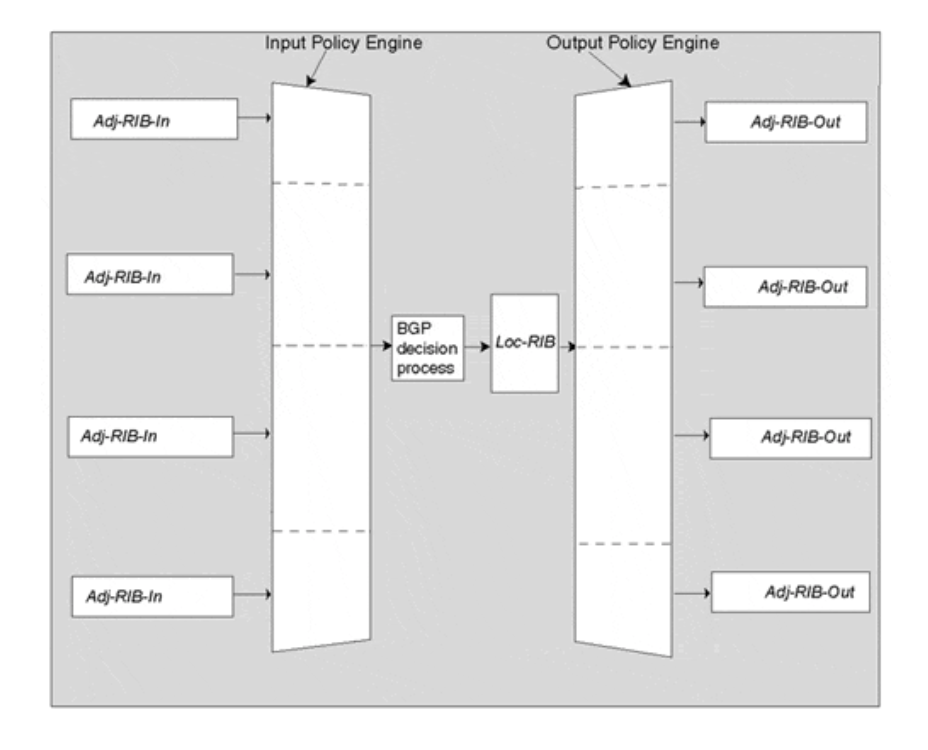 Input Policy Engine
Output Policy Engine
Adj-RIB-In
Adj-RIB-Out
Adj-RIB-In
Adj-RIB-Out
BGP
decision
process
Loc-RIB
Adj-RIB-In
Adj-RIB-Out
Adj-RIB-In
Adj-RIB-Out